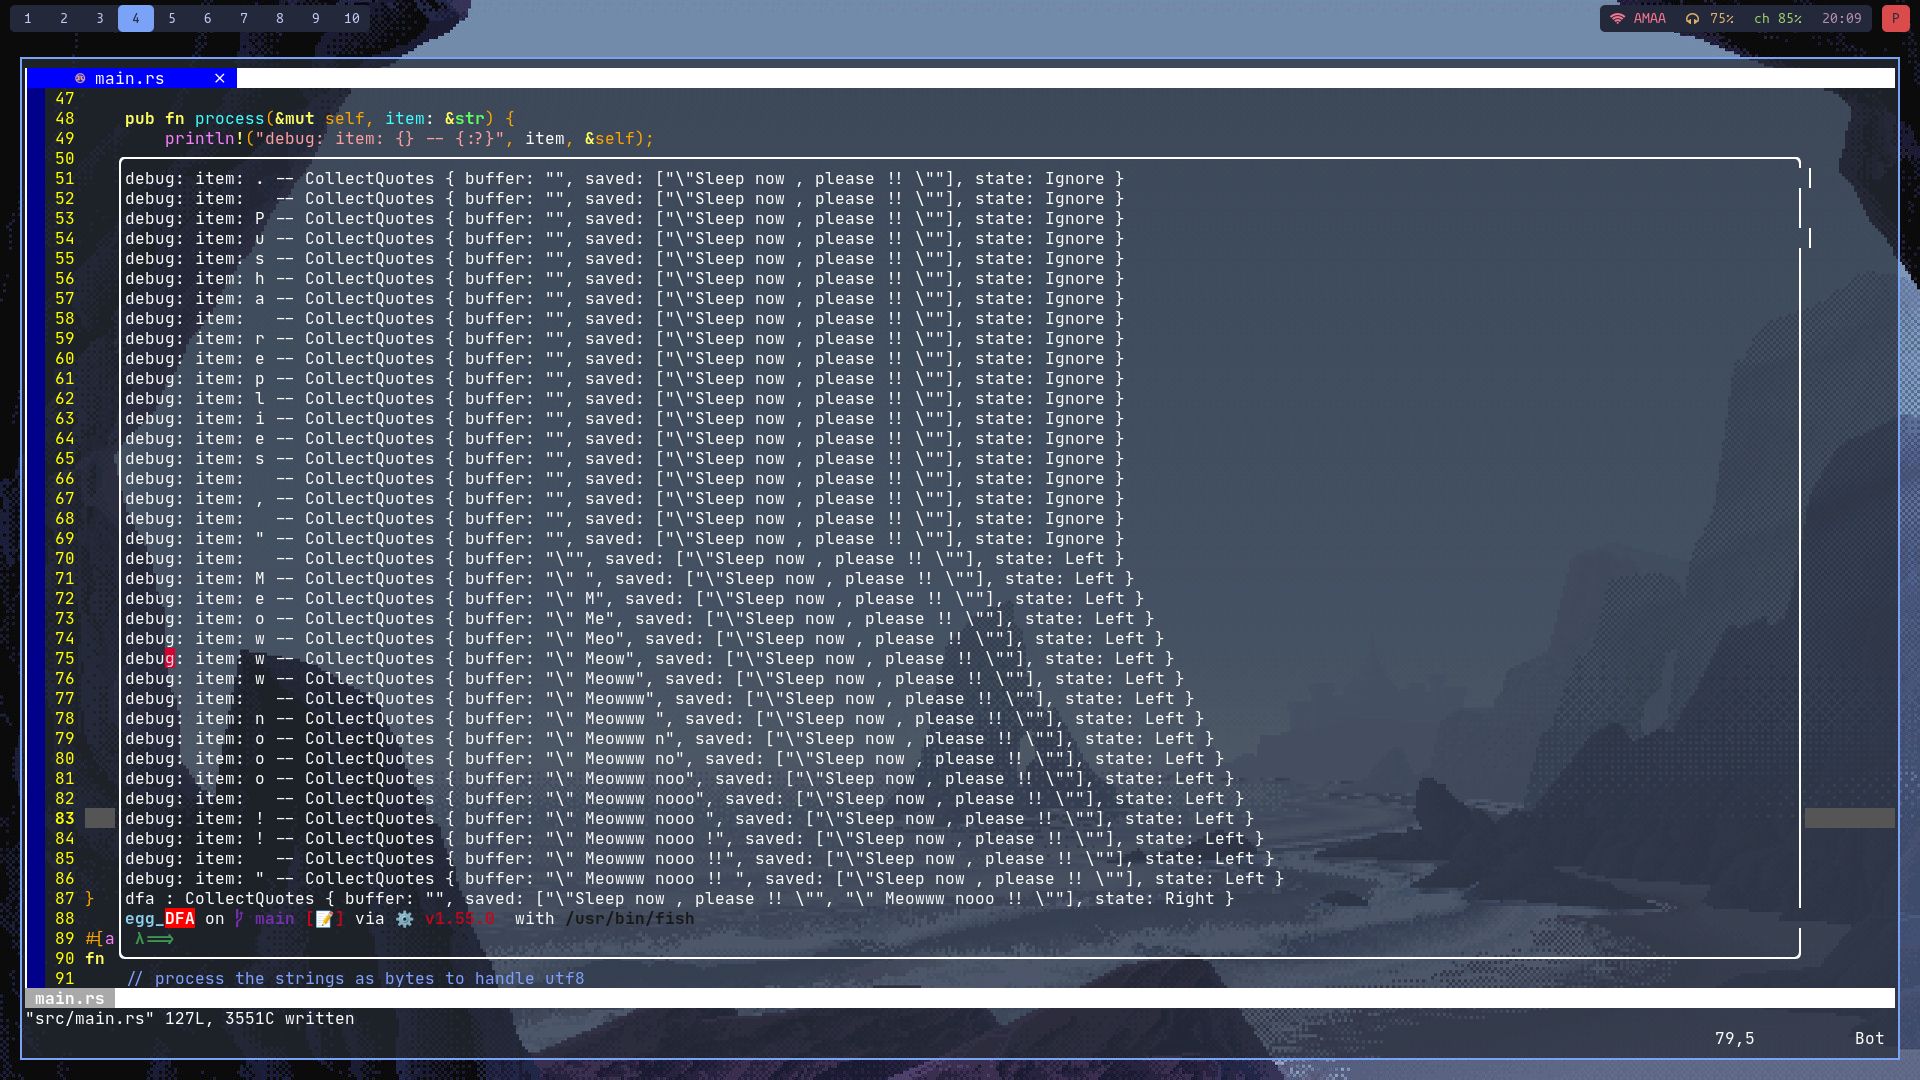 1 2 3 4 5 6 7 8 9 10 AMAA 75% ch 85% 20:09 P
main.rs ×
47
48 pub fn process(&mut self, item: &str) {
49 println!("debug: item: {} -- {:?}", item, &self);
50
51 debug: item: . -- CollectQuotes { buffer: "", saved: ["\"Sleep now , please !! \""], state: Ignore }
52 debug: item:   -- CollectQuotes { buffer: "", saved: ["\"Sleep now , please !! \""], state: Ignore }
53 debug: item: P -- CollectQuotes { buffer: "", saved: ["\"Sleep now , please !! \""], state: Ignore }
54 debug: item: u -- CollectQuotes { buffer: "", saved: ["\"Sleep now , please !! \""], state: Ignore }
55 debug: item: s -- CollectQuotes { buffer: "", saved: ["\"Sleep now , please !! \""], state: Ignore }
56 debug: item: h -- CollectQuotes { buffer: "", saved: ["\"Sleep now , please !! \""], state: Ignore }
57 debug: item: a -- CollectQuotes { buffer: "", saved: ["\"Sleep now , please !! \""], state: Ignore }
58 debug: item:   -- CollectQuotes { buffer: "", saved: ["\"Sleep now , please !! \""], state: Ignore }
59 debug: item: r -- CollectQuotes { buffer: "", saved: ["\"Sleep now , please !! \""], state: Ignore }
60 debug: item: e -- CollectQuotes { buffer: "", saved: ["\"Sleep now , please !! \""], state: Ignore }
61 debug: item: p -- CollectQuotes { buffer: "", saved: ["\"Sleep now , please !! \""], state: Ignore }
62 debug: item: l -- CollectQuotes { buffer: "", saved: ["\"Sleep now , please !! \""], state: Ignore }
63 debug: item: i -- CollectQuotes { buffer: "", saved: ["\"Sleep now , please !! \""], state: Ignore }
64 debug: item: e -- CollectQuotes { buffer: "", saved: ["\"Sleep now , please !! \""], state: Ignore }
65 debug: item: s -- CollectQuotes { buffer: "", saved: ["\"Sleep now , please !! \""], state: Ignore }
66 debug: item:   -- CollectQuotes { buffer: "", saved: ["\"Sleep now , please !! \""], state: Ignore }
67 debug: item: , -- CollectQuotes { buffer: "", saved: ["\"Sleep now , please !! \""], state: Ignore }
68 debug: item:   -- CollectQuotes { buffer: "", saved: ["\"Sleep now , please !! \""], state: Ignore }
69 debug: item: " -- CollectQuotes { buffer: "", saved: ["\"Sleep now , please !! \""], state: Ignore }
70 debug: item:   -- CollectQuotes { buffer: "\"", saved: ["\"Sleep now , please !! \""], state: Left }
71 debug: item: M -- CollectQuotes { buffer: "\" ", saved: ["\"Sleep now , please !! \""], state: Left }
72 debug: item: e -- CollectQuotes { buffer: "\" M", saved: ["\"Sleep now , please !! \""], state: Left }
73 debug: item: o -- CollectQuotes { buffer: "\" Me", saved: ["\"Sleep now , please !! \""], state: Left }
74 debug: item: w -- CollectQuotes { buffer: "\" Meo", saved: ["\"Sleep now , please !! \""], state: Left }
75 debug: item: w -- CollectQuotes { buffer: "\" Meow", saved: ["\"Sleep now , please !! \""], state: Left }
76 debug: item: w -- CollectQuotes { buffer: "\" Meoww", saved: ["\"Sleep now , please !! \""], state: Left }
77 debug: item:   -- CollectQuotes { buffer: "\" Meowww", saved: ["\"Sleep now , please !! \""], state: Left }
78 debug: item: n -- CollectQuotes { buffer: "\" Meowww ", saved: ["\"Sleep now , please !! \""], state: Left }
79 debug: item: o -- CollectQuotes { buffer: "\" Meowww n", saved: ["\"Sleep now , please !! \""], state: Left }
80 debug: item: o -- CollectQuotes { buffer: "\" Meowww no", saved: ["\"Sleep now , please !! \""], state: Left }
81 debug: item: o -- CollectQuotes { buffer: "\" Meowww noo", saved: ["\"Sleep now , please !! \""], state: Left }
82 debug: item:   -- CollectQuotes { buffer: "\" Meowww nooo", saved: ["\"Sleep now , please !! \""], state: Left }
83 debug: item: ! -- CollectQuotes { buffer: "\" Meowww nooo ", saved: ["\"Sleep now , please !! \""], state: Left }
84 debug: item: ! -- CollectQuotes { buffer: "\" Meowww nooo !", saved: ["\"Sleep now , please !! \""], state: Left }
85 debug: item:   -- CollectQuotes { buffer: "\" Meowww nooo !!", saved: ["\"Sleep now , please !! \""], state: Left }
86 debug: item: " -- CollectQuotes { buffer: "\" Meowww nooo !! ", saved: ["\"Sleep now , please !! \""], state: Left }
87 } dfa : CollectQuotes { buffer: "", saved: ["\"Sleep now , please !! \"", "\" Meowww nooo !! \""], state: Right }
88 egg_DFA on main [📝] via ⚙️ v1.55.0 with /usr/bin/fish
89 #[a λ==>
90 fn
91 // process the strings as bytes to handle utf8
main.rs
"src/main.rs" 127L, 3551C written
79,5 Bot